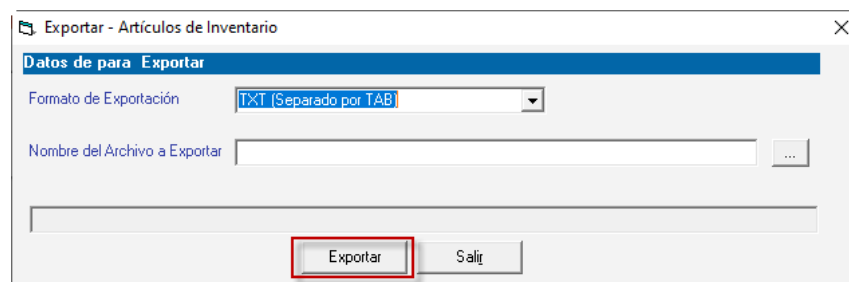 Exportar - Artículos de Inventario
Datos de para Exportar
Formato de Exportación TXT (Separado por TAB)
Nombre del Archivo a Exportar ...
Exportar Salir